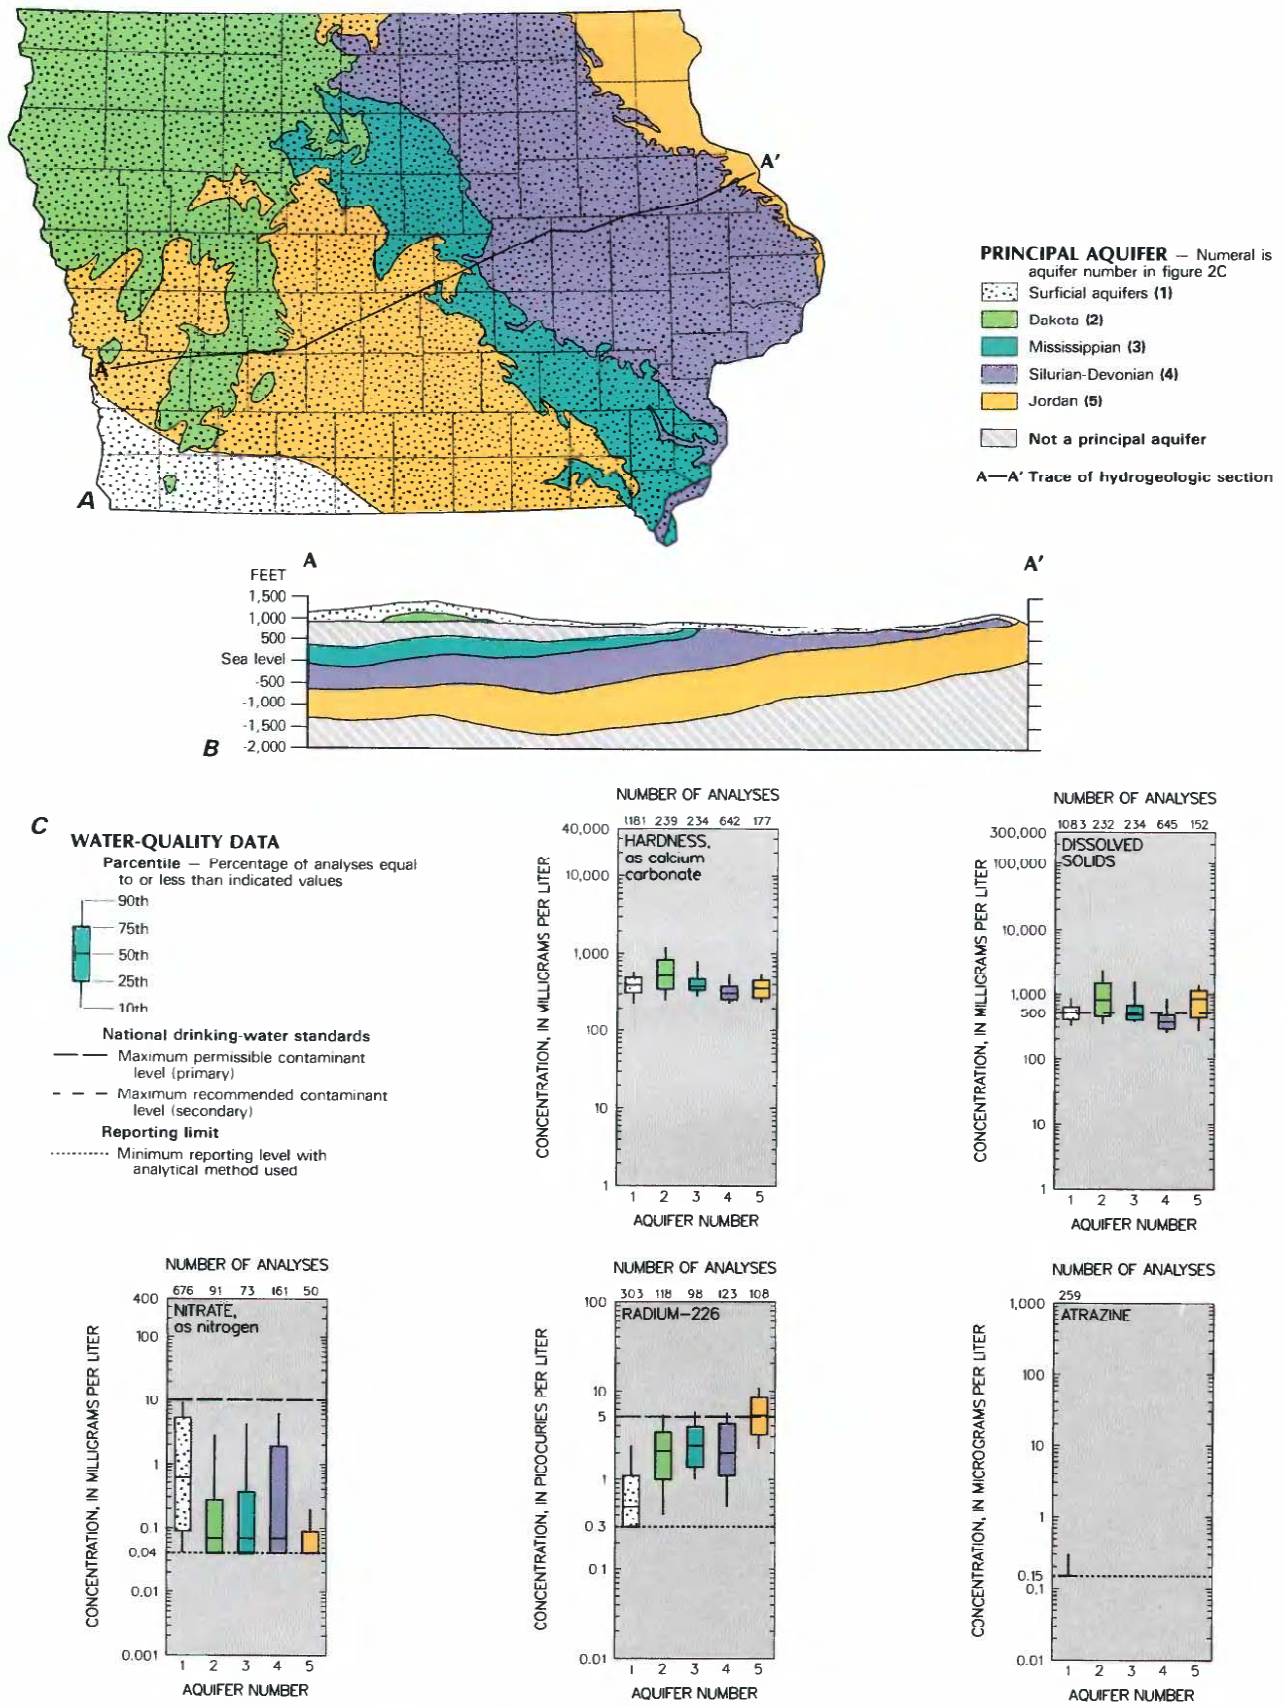 A'
PRINCIPAL AQUIFER — Numeral is
aquifer number in figure 2C
Surficial aquifers (1)
Dakota (2)
Mississippian (3)
Silurian-Devonian (4)
Jordan (5)
Not a principal aquifer
A—A' Trace of hydrogeologic section
A
A
A
A'
FEET
1,500
1,000
500
Sea level
-500
-1,000
-1,500
-2,000
B
C
WATER-QUALITY DATA
Parcentile — Percentage of analyses equal
to or less than indicated values
90th
75th
50th
25th
10th
National drinking-water standards
Maximum permissible contaminant
level (primary)
Maximum recommended contaminant
level (secondary)
Reporting limit
Minimum reporting level with
analytical method used
NUMBER OF ANALYSES
1181 239 234 642 177
HARDNESS,
as calcium
carbonate
CONCENTRATION, IN MILLIGRAMS PER LITER
40,000
10,000
1,000
100
10
1
1 2 3 4 5
AQUIFER NUMBER
NUMBER OF ANALYSES
1083 232 234 645 152
DISSOLVED
SOLIDS
CONCENTRATION, IN MILLIGRAMS PER LITER
300,000
100,000
10,000
1,000
500
100
10
1
1 2 3 4 5
AQUIFER NUMBER
NUMBER OF ANALYSES
676 91 73 161 50
NITRATE,
as nitrogen
CONCENTRATION, IN MILLIGRAMS PER LITER
400
100
10
1
0.1
0.04
0.01
0.001
1 2 3 4 5
AQUIFER NUMBER
NUMBER OF ANALYSES
303 118 98 123 108
RADIUM-226
CONCENTRATION, IN PICOCURIES PER LITER
100
10
5
1
0.3
0.1
0.01
1 2 3 4 5
AQUIFER NUMBER
NUMBER OF ANALYSES
259
ATRAZINE
CONCENTRATION, IN MICROGRAMS PER LITER
1,000
100
10
1
0.15
0.1
0.01
1 2 3 4 5
AQUIFER NUMBER